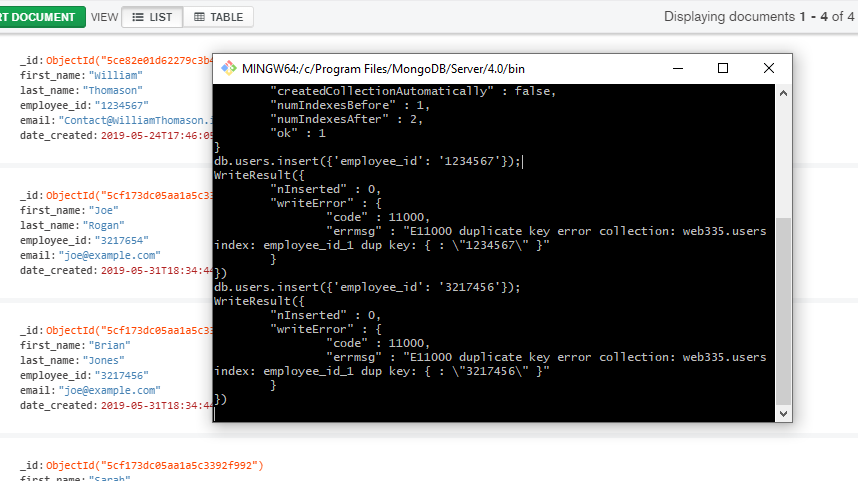 RT DOCUMENT VIEW LIST TABLE Displaying documents 1 - 4 of 4
_id: ObjectId("5ce82e01d62279c3b4
first_name: "William"
last_name: "Thomason"
employee_id: "1234567"
email: "Contact@WilliamThomason.i
date_created: 2019-05-24T17:46:05
_id: ObjectId("5cf173dc05aa1a5c33
first_name: "Joe"
last_name: "Rogan"
employee_id: "3217654"
email: "joe@example.com"
date_created: 2019-05-31T18:34:44
_id: ObjectId("5cf173dc05aa1a5c33
first_name: "Brian"
last_name: "Jones"
employee_id: "3217456"
email: "joe@example.com"
date_created: 2019-05-31T18:34:44
_id: ObjectId("5cf173dc05aa1a5c3392f992")
first_name: "Sarah"
MINGW64:/c/Program Files/MongoDB/Server/4.0/bin
"createdCollectionAutomatically" : false,
"numIndexesBefore" : 1,
"numIndexesAfter" : 2,
"ok" : 1
}
db.users.insert({'employee_id': '1234567'});
WriteResult({
"nInserted" : 0,
"writeError" : {
"code" : 11000,
"errmsg" : "E11000 duplicate key error collection: web335.users
index: employee_id_1 dup key: { : \"1234567\" }"
}
})
db.users.insert({'employee_id': '3217456'});
WriteResult({
"nInserted" : 0,
"writeError" : {
"code" : 11000,
"errmsg" : "E11000 duplicate key error collection: web335.users
index: employee_id_1 dup key: { : \"3217456\" }"
}
})